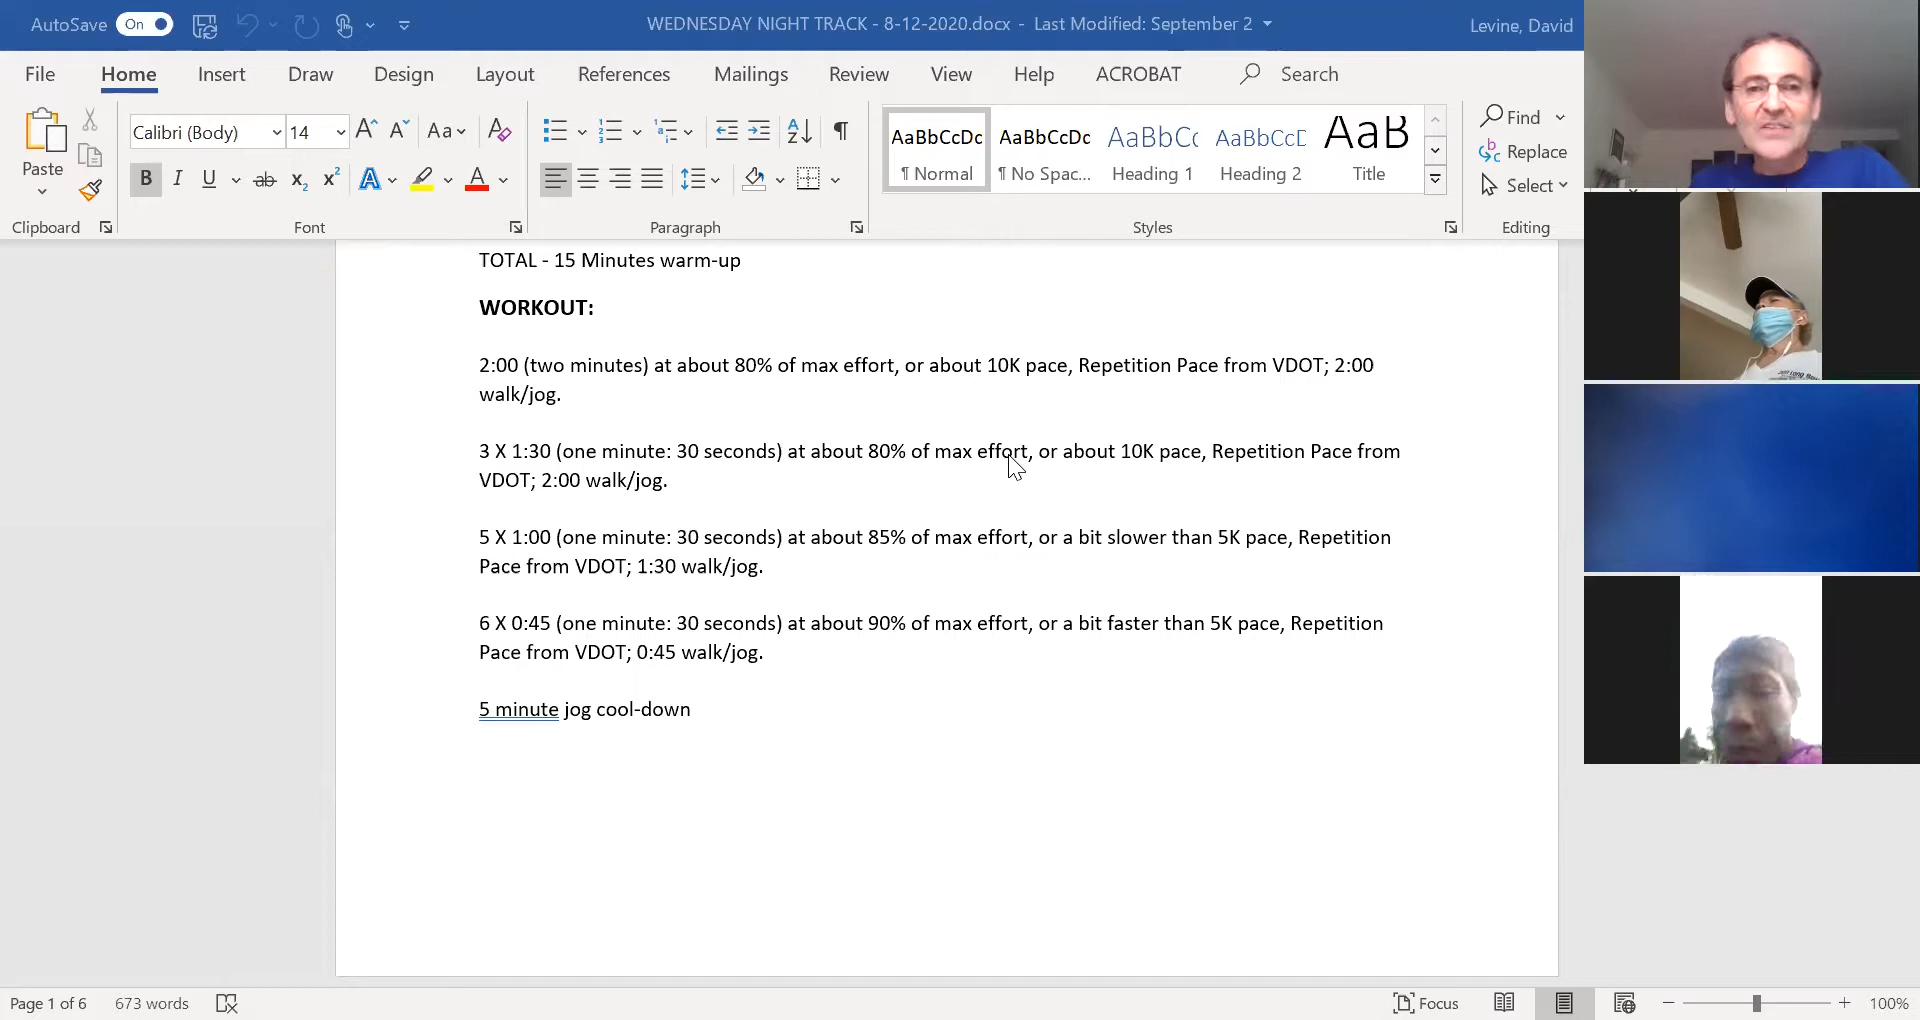 AutoSave On WEDNESDAY NIGHT TRACK - 8-12-2020.docx - Last Modified: September 2 Levine, David
File Home Insert Draw Design Layout References Mailings Review View Help ACROBAT Search
Calibri (Body) 14 Aa
Paste
AaBbCcDc AaBbCcDc AaBbCc AaBbCcD AaB
¶ Normal ¶ No Spac... Heading 1 Heading 2 Title
Find
Replace
Select
Clipboard Font Paragraph Styles Editing
TOTAL - 15 Minutes warm-up
WORKOUT:
2:00 (two minutes) at about 80% of max effort, or about 10K pace, Repetition Pace from VDOT; 2:00
walk/jog.
3 X 1:30 (one minute: 30 seconds) at about 80% of max effort, or about 10K pace, Repetition Pace from
VDOT; 2:00 walk/jog.
5 X 1:00 (one minute: 30 seconds) at about 85% of max effort, or a bit slower than 5K pace, Repetition
Pace from VDOT; 1:30 walk/jog.
6 X 0:45 (one minute: 30 seconds) at about 90% of max effort, or a bit faster than 5K pace, Repetition
Pace from VDOT; 0:45 walk/jog.
5 minute jog cool-down
Page 1 of 6 673 words Focus 100%